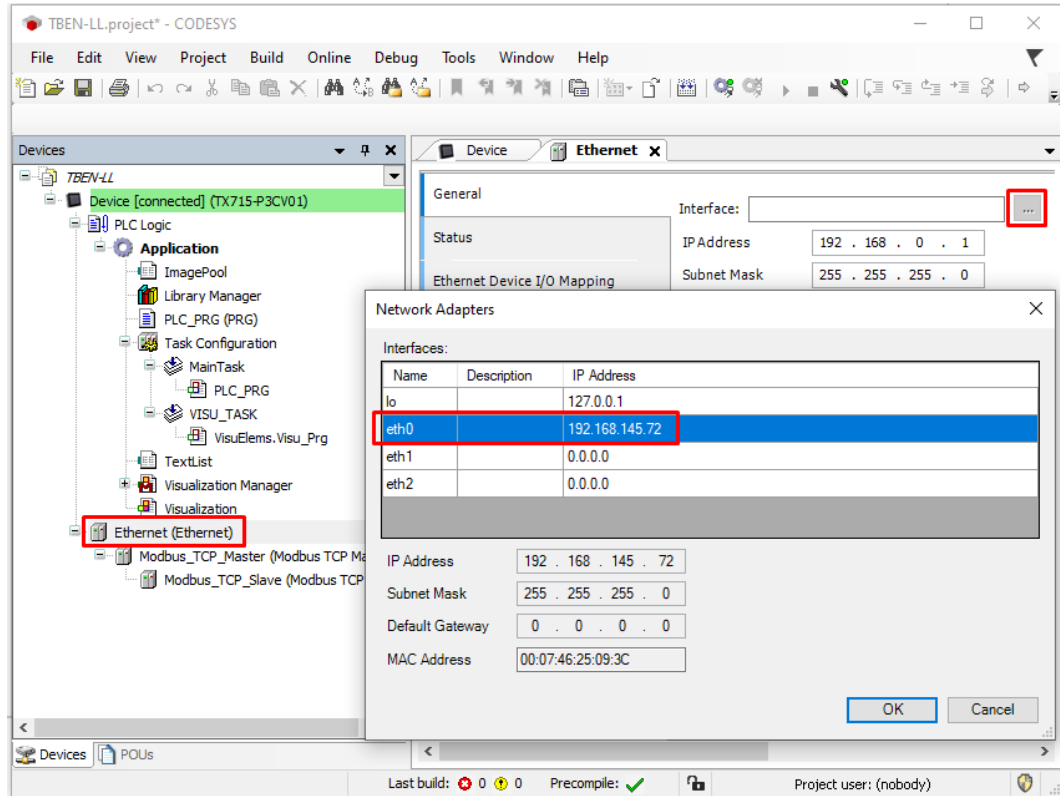 TBEN-LL.project* - CODESYS
File Edit View Project Build Online Debug Tools Window Help
Devices
TBEN-LL
Device [connected] (TX715-P3CV01)
PLC Logic
Application
ImagePool
Library Manager
PLC_PRG (PRG)
Task Configuration
MainTask
PLC_PRG
VISU_TASK
VisuElems.Visu_Prg
TextList
Visualization Manager
Visualization
Ethernet (Ethernet)
Modbus_TCP_Master (Modbus TCP Ma
Modbus_TCP_Slave (Modbus TCP
Devices POUs
Device Ethernet
General
Status
Ethernet Device I/O Mapping
Interface: ...
IPAddress 192 . 168 . 0 . 1
Subnet Mask 255 . 255 . 255 . 0
Network Adapters
Interfaces:
Name Description IP Address
lo 127.0.0.1
eth0 192.168.145.72
eth1 0.0.0.0
eth2 0.0.0.0
IP Address 192 . 168 . 145 . 72
Subnet Mask 255 . 255 . 255 . 0
Default Gateway 0 . 0 . 0 . 0
MAC Address 00:07:46:25:09:3C
OK Cancel
Last build: 0 0 Precompile: Project user: (nobody)